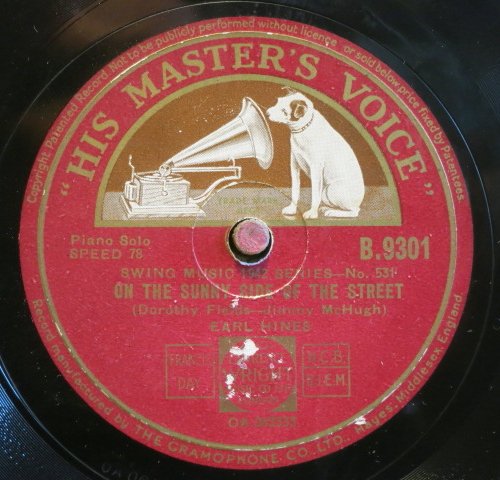 Copyright Patented Record. Not to be publicly performed without licence or sold below price fixed by Patentees.
"HIS MASTER'S VOICE"
TRADE MARK
Piano Solo
SPEED 78
B.9301
SWING MUSIC 1942 SERIES—No. 531
ON THE SUNNY SIDE OF THE STREET
(Dorothy Fields—Jimmy McHugh)
EARL HINES
FRANCIS
DAY
N.C.B.
B.I.E.M.
Record manufactured by THE GRAMOPHONE CO., LTD., Hayes, Middlesex, England